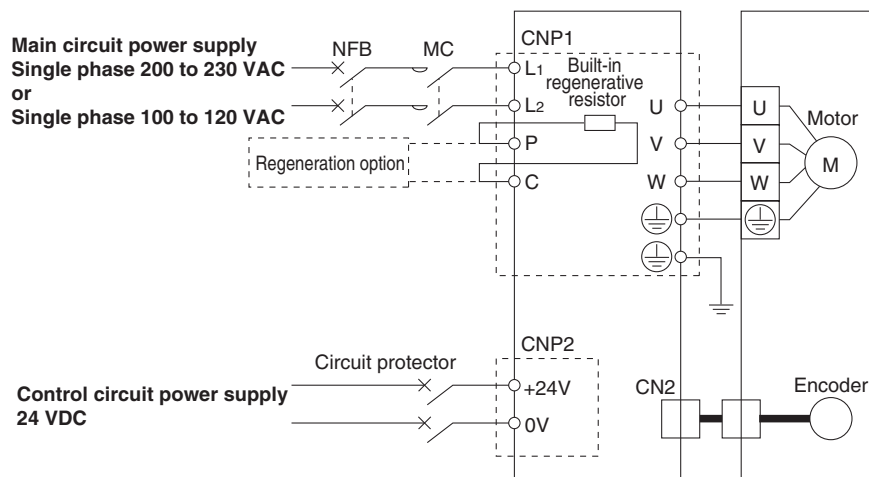 Main circuit power supply
Single phase 200 to 230 VAC
or
Single phase 100 to 120 VAC
NFB
MC
CNP1
L1
Built-in
regenerative
resistor
L2
P
C
Regeneration option
U
V
W
U
V
W
Motor
M
CNP2
Circuit protector
Control circuit power supply
24 VDC
+24V
0V
CN2
Encoder